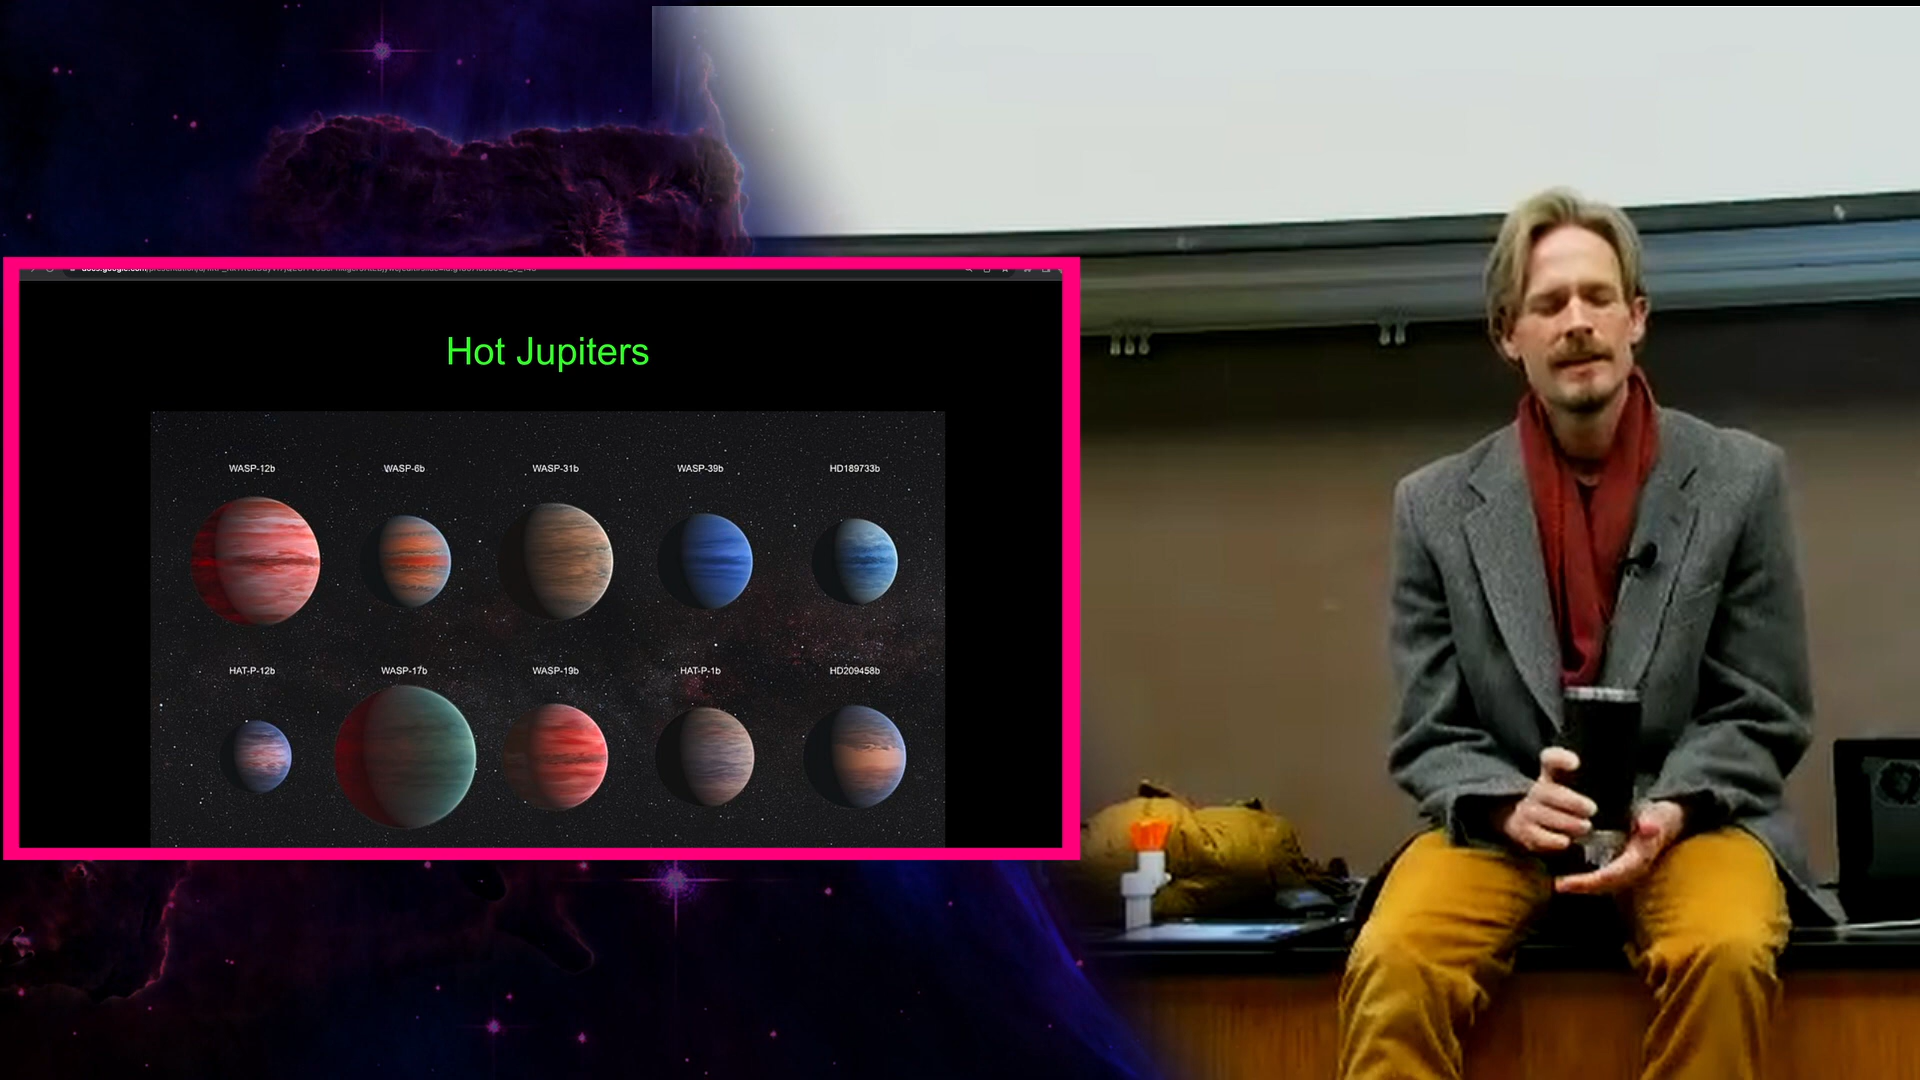 Hot Jupiters
WASP-12b WASP-6b WASP-31b WASP-39b HD189733b
HAT-P-12b WASP-17b WASP-19b HAT-P-1b HD209458b